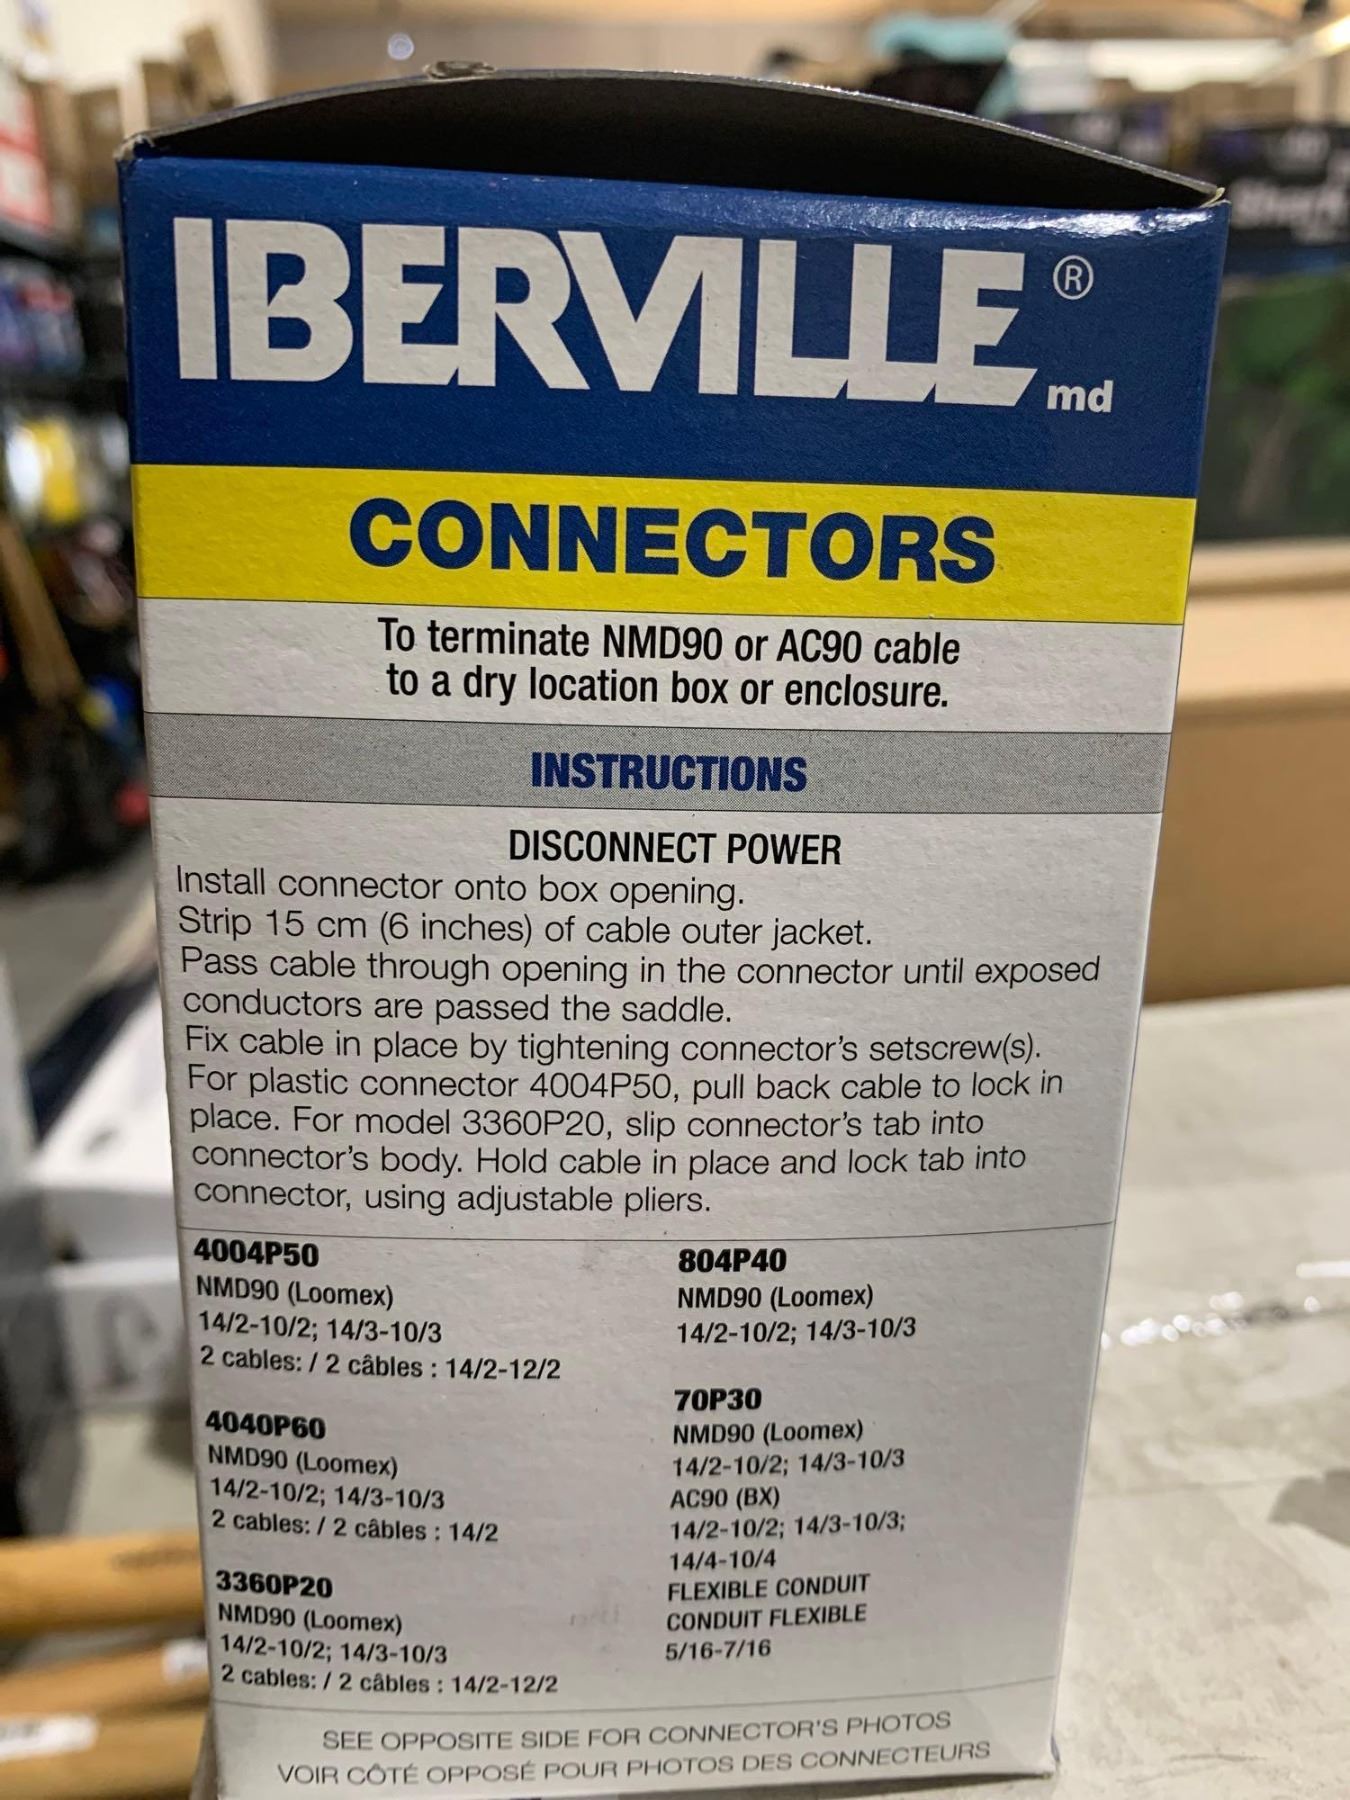 IBERVILLE ® md
CONNECTORS
To terminate NMD90 or AC90 cable
to a dry location box or enclosure.
INSTRUCTIONS
DISCONNECT POWER
Install connector onto box opening.
Strip 15 cm (6 inches) of cable outer jacket.
Pass cable through opening in the connector until exposed
conductors are passed the saddle.
Fix cable in place by tightening connector's setscrew(s).
For plastic connector 4004P50, pull back cable to lock in
place. For model 3360P20, slip connector's tab into
connector's body. Hold cable in place and lock tab into
connector, using adjustable pliers.
4004P50
NMD90 (Loomex)
14/2-10/2; 14/3-10/3
2 cables: / 2 câbles : 14/2-12/2
4040P60
NMD90 (Loomex)
14/2-10/2; 14/3-10/3
2 cables: / 2 câbles : 14/2
3360P20
NMD90 (Loomex)
14/2-10/2; 14/3-10/3
2 cables: / 2 câbles : 14/2-12/2
804P40
NMD90 (Loomex)
14/2-10/2; 14/3-10/3
70P30
NMD90 (Loomex)
14/2-10/2; 14/3-10/3
AC90 (BX)
14/2-10/2; 14/3-10/3;
14/4-10/4
FLEXIBLE CONDUIT
CONDUIT FLEXIBLE
5/16-7/16
SEE OPPOSITE SIDE FOR CONNECTOR'S PHOTOS
VOIR CÔTÉ OPPOSÉ POUR PHOTOS DES CONNECTEURS